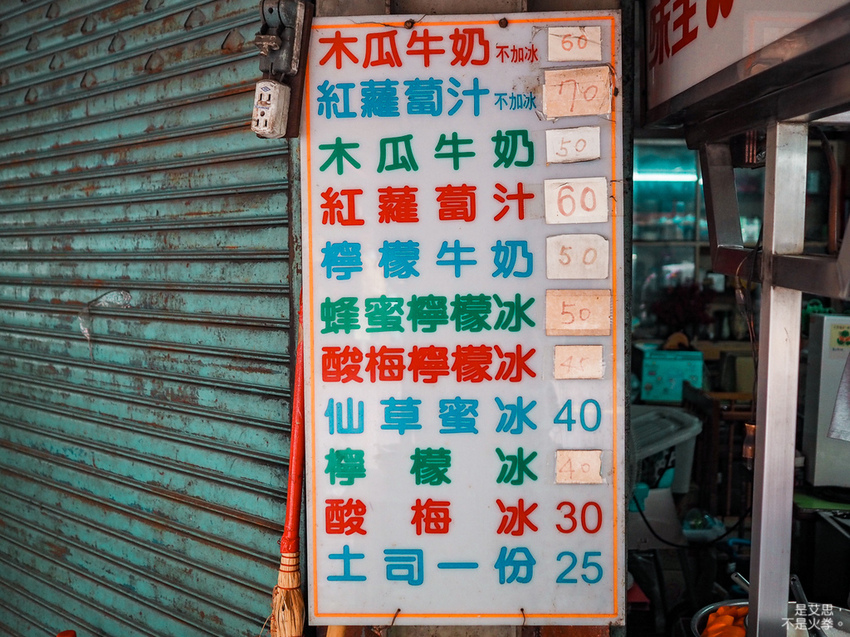 木瓜牛奶 不加冰 60
紅蘿蔔汁 不加冰 70
木瓜牛奶 50
紅蘿蔔汁 60
檸檬牛奶 50
蜂蜜檸檬冰 50
酸梅檸檬冰 45
仙草蜜冰 40
檸檬冰 40
酸梅冰 30
土司一份 25
味全
是艾思,
不是火拳。